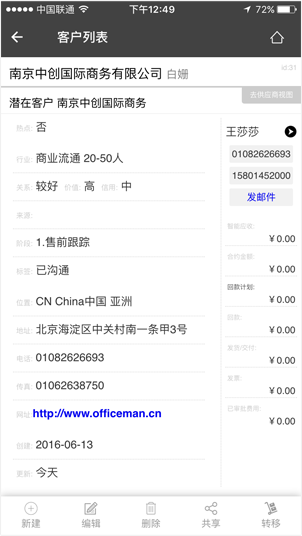 中国联通 下午12:49 72%
客户列表
南京中创国际商务有限公司 白姗 xt31
去供应商视图
潜在客户 南京中创国际商务
热点: 否
行业: 商业流通 20-50人
关系: 较好 价值: 高 信用: 中
来源:
阶段: 1.售前跟踪
标签: 已沟通
位置: CN China中国 亚洲
地址: 北京海淀区中关村南一条甲3号
电话: 01082626693
传真: 01062638750
网址 http://www.officeman.cn
创建: 2016-06-13
更新: 今天
王莎莎
01082626693
15801452000
发邮件
智能应收:
¥ 0.00
合约金额:
¥ 0.00
回款计划:
¥ 0.00
回款:
¥ 0.00
发货/交付:
¥ 0.00
发票:
¥ 0.00
已审批费用:
¥ 0.00
新建 编辑 删除 共享 转移